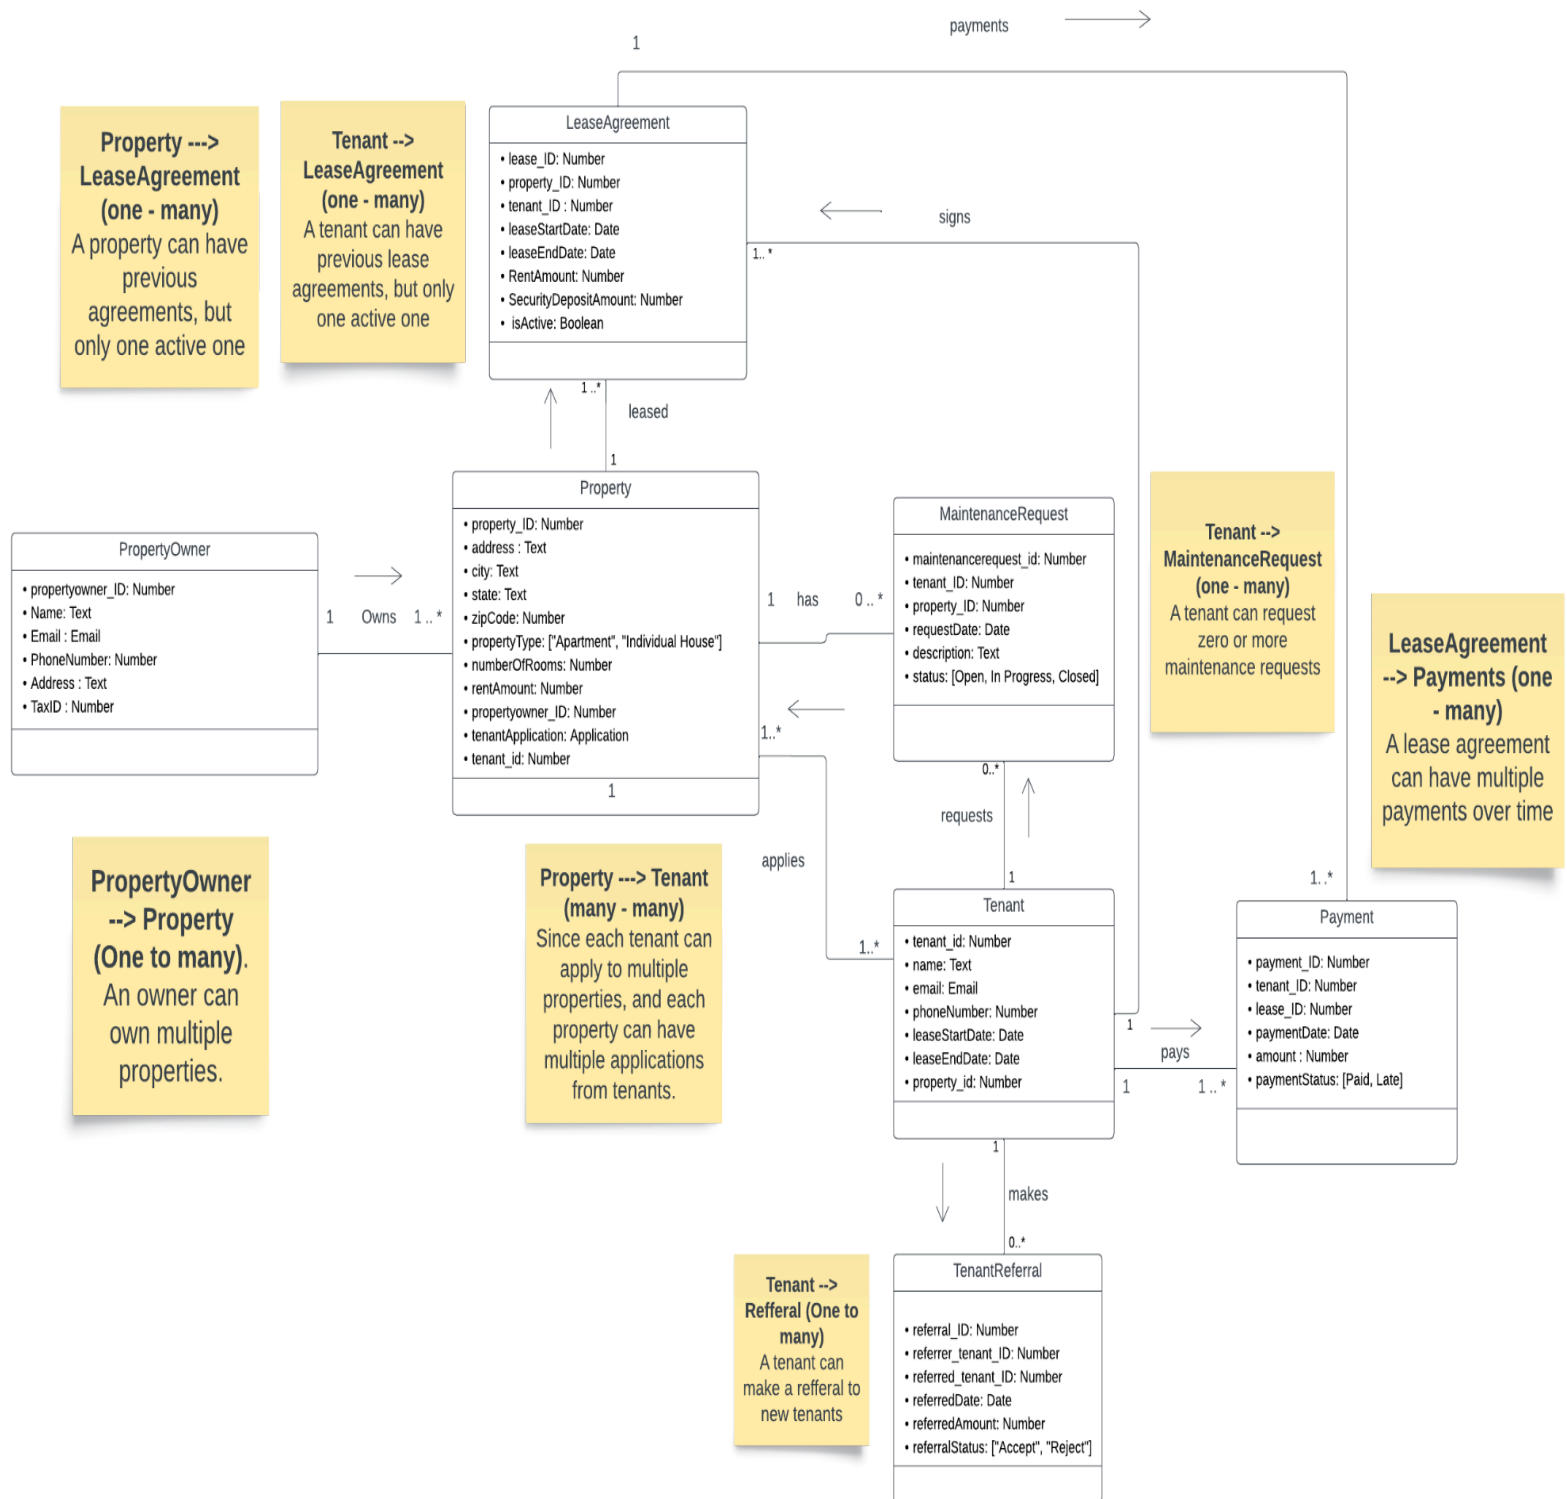 payments
1
Property --->
LeaseAgreement
(one - many)
A property can have
previous
agreements, but
only one active one
Tenant -->
LeaseAgreement
(one - many)
A tenant can have
previous lease
agreements, but only
one active one
LeaseAgreement
• lease_ID: Number
• property_ID: Number
• tenant_ID : Number
• leaseStartDate: Date
• leaseEndDate: Date
• RentAmount: Number
• SecurityDepositAmount: Number
• isActive: Boolean
signs
1.. *
1 ..*
leased
1
Property
• property_ID: Number
• address : Text
• city: Text
• state: Text
• zipCode: Number
• propertyType: ["Apartment", "Individual House"]
• numberOfRooms: Number
• rentAmount: Number
• propertyowner_ID: Number
• tenantApplication: Application
• tenant_id: Number
1
PropertyOwner
• propertyowner_ID: Number
• Name: Text
• Email : Email
• PhoneNumber: Number
• Address : Text
• TaxID : Number
1 Owns 1 .. *
1 has 0 .. *
MaintenanceRequest
• maintenancerequest_id: Number
• tenant_ID: Number
• property_ID: Number
• requestDate: Date
• description: Text
• status: [Open, In Progress, Closed]
Tenant -->
MaintenanceRequest
(one - many)
A tenant can request
zero or more
maintenance requests
LeaseAgreement
--> Payments (one
- many)
A lease agreement
can have multiple
payments over time
1..*
0..*
requests
1
applies
1..*
PropertyOwner
--> Property
(One to many).
An owner can
own multiple
properties.
Property ---> Tenant
(many - many)
Since each tenant can
apply to multiple
properties, and each
property can have
multiple applications
from tenants.
Tenant
• tenant_id: Number
• name: Text
• email: Email
• phoneNumber: Number
• leaseStartDate: Date
• leaseEndDate: Date
• property_id: Number
1
pays
1 1 .. *
1. .*
Payment
• payment_ID: Number
• tenant_ID: Number
• lease_ID: Number
• paymentDate: Date
• amount : Number
• paymentStatus: [Paid, Late]
1
makes
0..*
Tenant -->
Refferal (One to
many)
A tenant can
make a refferal to
new tenants
TenantReferral
• referral_ID: Number
• referrer_tenant_ID: Number
• referred_tenant_ID: Number
• referredDate: Date
• referredAmount: Number
• referralStatus: ["Accept", "Reject"]